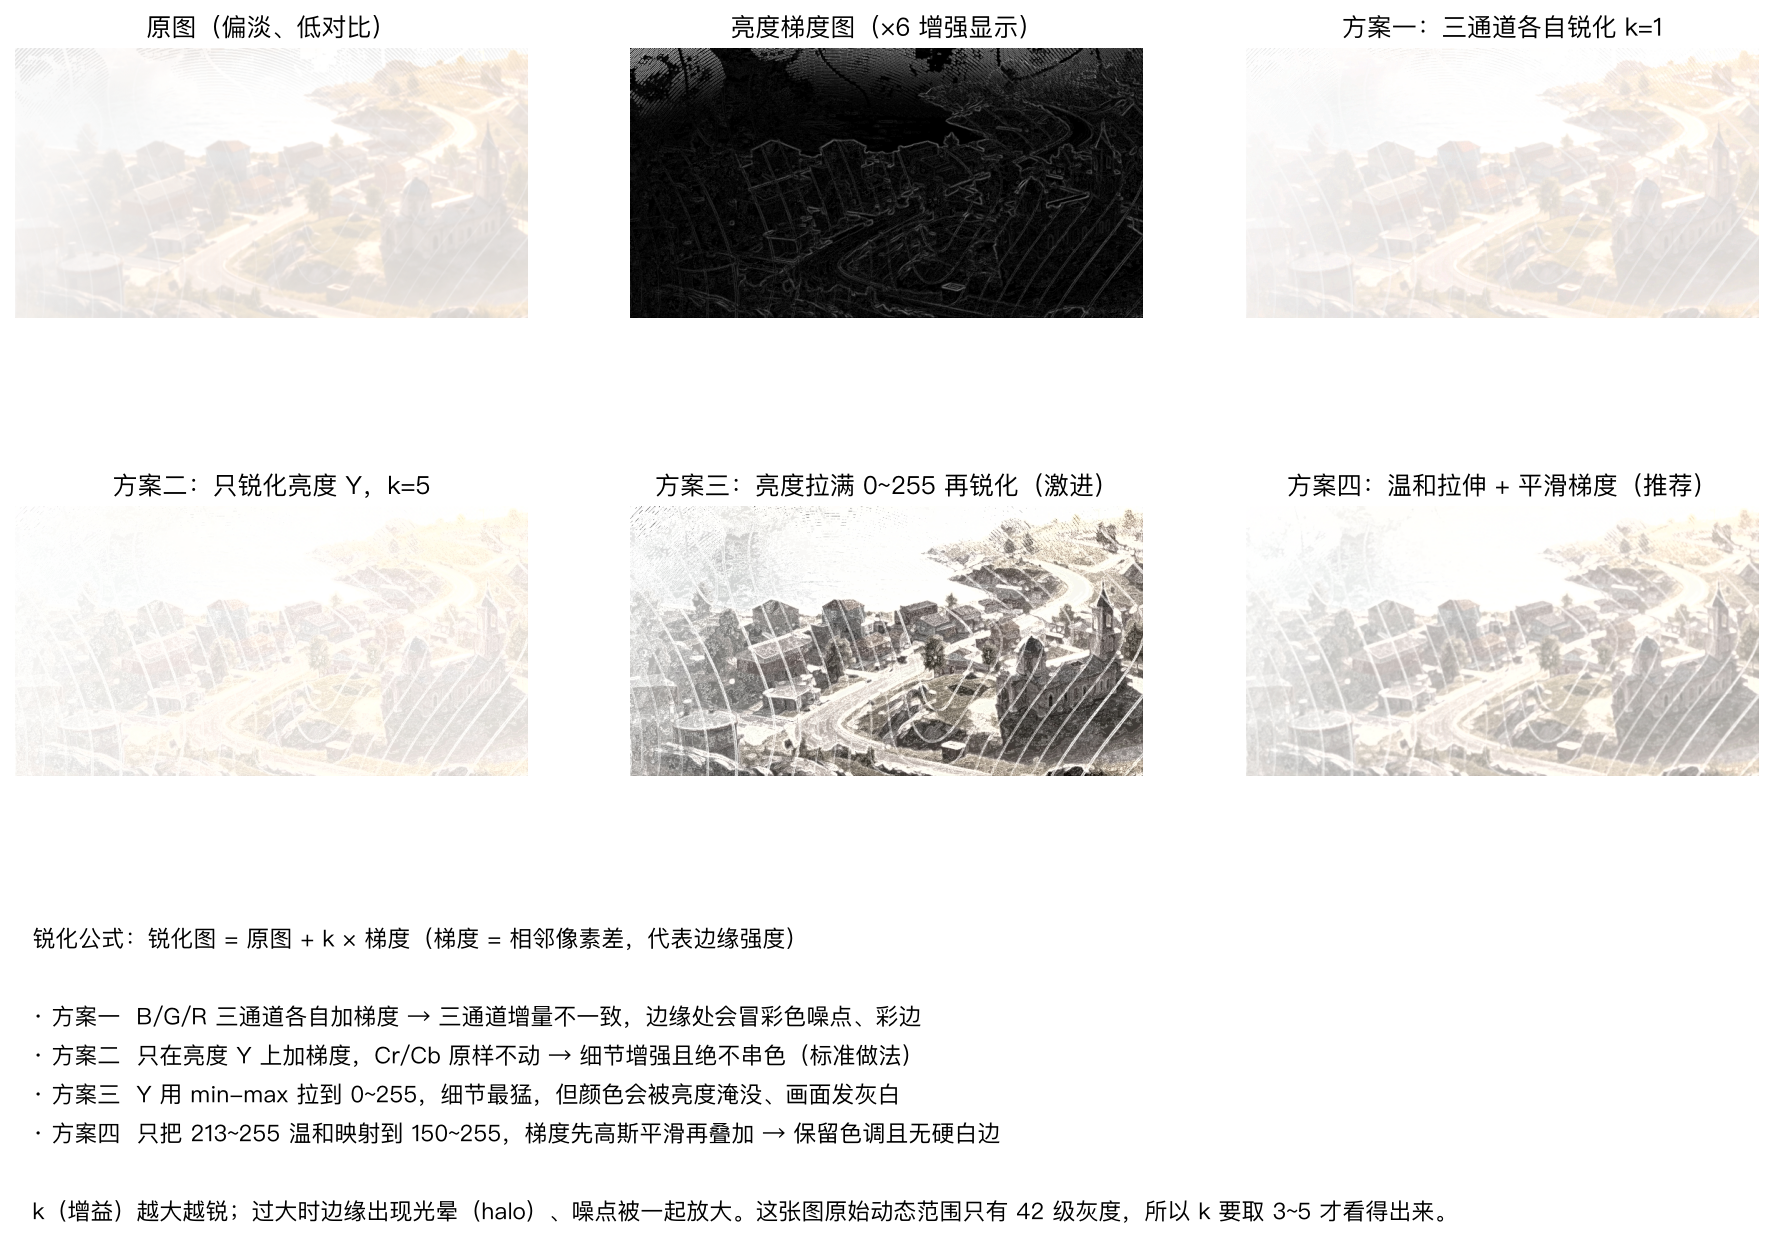 原图（偏淡、低对比）
亮度梯度图（×6 增强显示）
方案一：三通道各自锐化 k=1
方案二：只锐化亮度 Y，k=5
方案三：亮度拉满 0~255 再锐化（激进）
方案四：温和拉伸 + 平滑梯度（推荐）
锐化公式：锐化图 = 原图 + k × 梯度（梯度 = 相邻像素差，代表边缘强度）
· 方案一 B/G/R 三通道各自加梯度 → 三通道增量不一致，边缘处会冒彩色噪点、彩边
· 方案二 只在亮度 Y 上加梯度，Cr/Cb 原样不动 → 细节增强且绝不串色（标准做法）
· 方案三 Y 用 min–max 拉到 0~255，细节最猛，但颜色会被亮度淹没、画面发灰白
· 方案四 只把 213~255 温和映射到 150~255，梯度先高斯平滑再叠加 → 保留色调且无硬白边
k（增益）越大越锐；过大时边缘出现光晕（halo）、噪点被一起放大。这张图原始动态范围只有 42 级灰度，所以 k 要取 3~5 才看得出来。